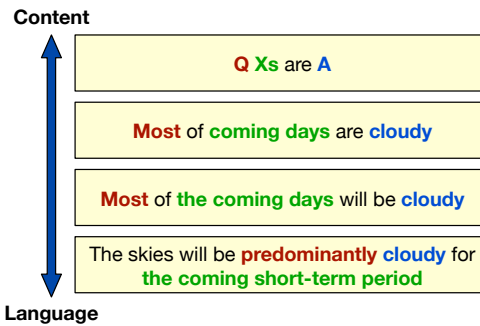 Content
Q Xs are A
Most of coming days are cloudy
Most of the coming days will be cloudy
The skies will be predominantly cloudy for
the coming short-term period
Language